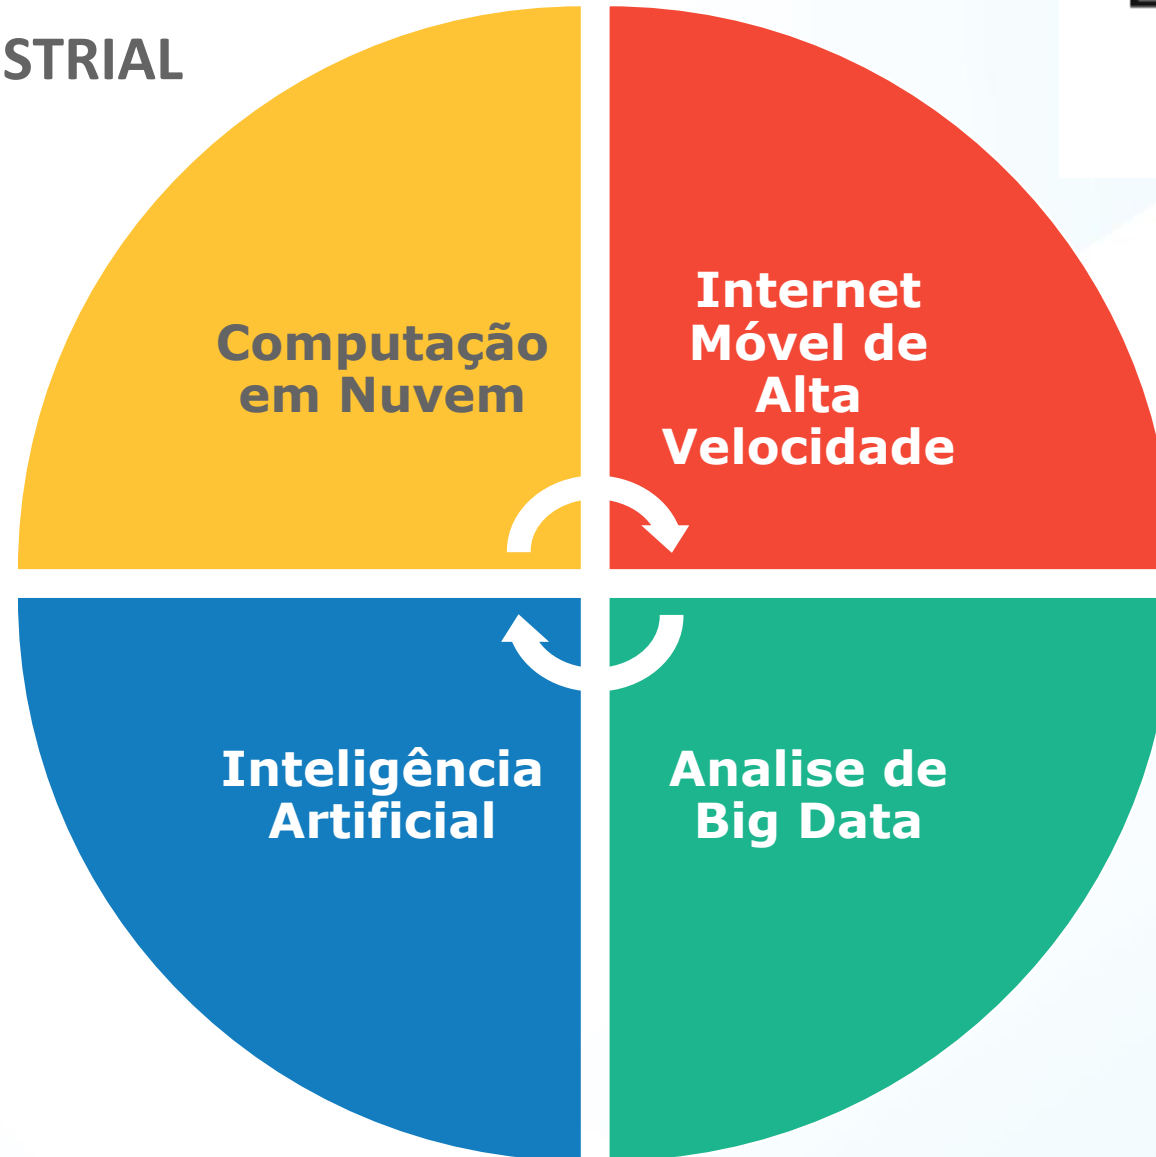 STRIAL
Computação
em Nuvem
Internet
Móvel de
Alta
Velocidade
Inteligência
Artificial
Analise de
Big Data